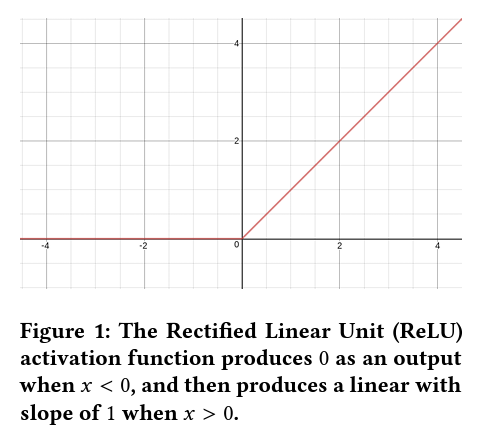 4
2
-4 -2 0 2 4
Figure 1: The Rectified Linear Unit (ReLU)
activation function produces 0 as an output
when x < 0, and then produces a linear with
slope of 1 when x > 0.